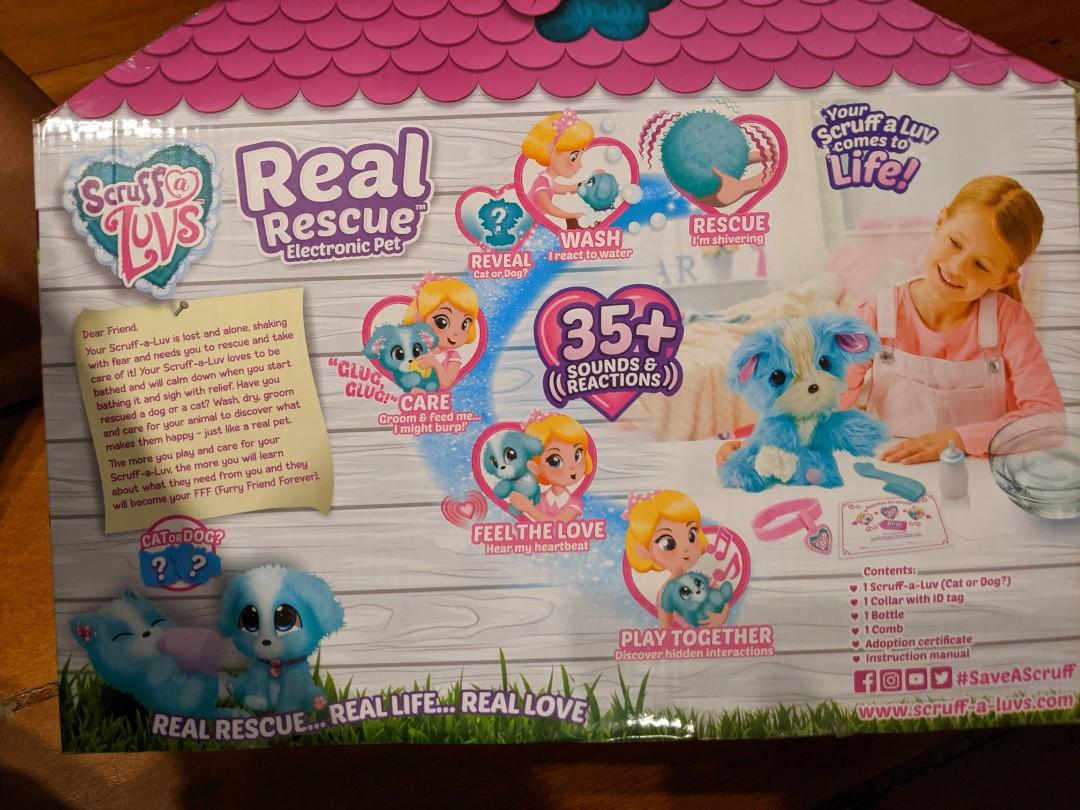 Scruff a
Luvs
Real
Rescue™
Electronic Pet
Dear Friend,
Your Scruff-a-Luv is lost and alone, shaking
with fear and needs you to rescue and take
care of it! Your Scruff-a-Luv loves to be
bathed and will calm down when you start
bathing it and sigh with relief. Have you
rescued a dog or a cat? Wash, dry, groom
and care for your animal to discover what
makes them happy – just like a real pet.
The more you play and care for your
Scruff-a-Luv, the more you will learn
about what they need from you and they
will become your FFF (Furry Friend Forever).
CAT OR DOG?
? ?
REAL RESCUE... REAL LIFE... REAL LOVE
RESCUE
I'm shivering
WASH
I react to water
?
REVEAL
Cat or Dog?
"GLUG,
GLUG!"
CARE
Groom & feed me...
I might burp!
FEEL THE LOVE
Hear my heartbeat
PLAY TOGETHER
Discover hidden interactions
35+
SOUNDS &
REACTIONS
Your
Scruff a Luv
comes to
Life!
Contents:
♥ 1 Scruff-a-Luv (Cat or Dog?)
♥ 1 Collar with ID tag
♥ 1 Bottle
♥ 1 Comb
♥ Adoption certificate
♥ Instruction manual
#SaveAScruff
www.scruff-a-luvs.com